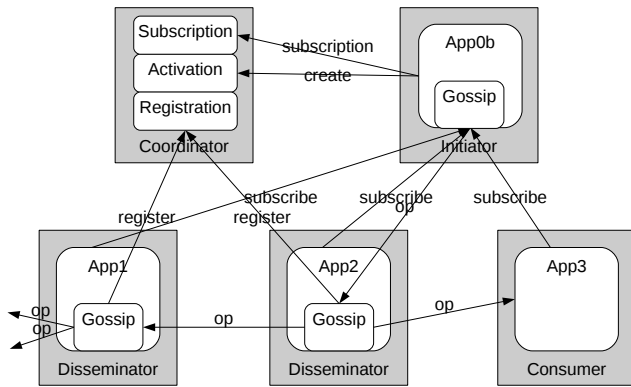 Subscription
Activation
Registration
Coordinator
App0b
Gossip
Initiator
subscription
create
subscribe
subscribe
subscribe
op
register
register
App1
Gossip
Disseminator
App2
Gossip
Disseminator
App3
Consumer
op
op
op
op